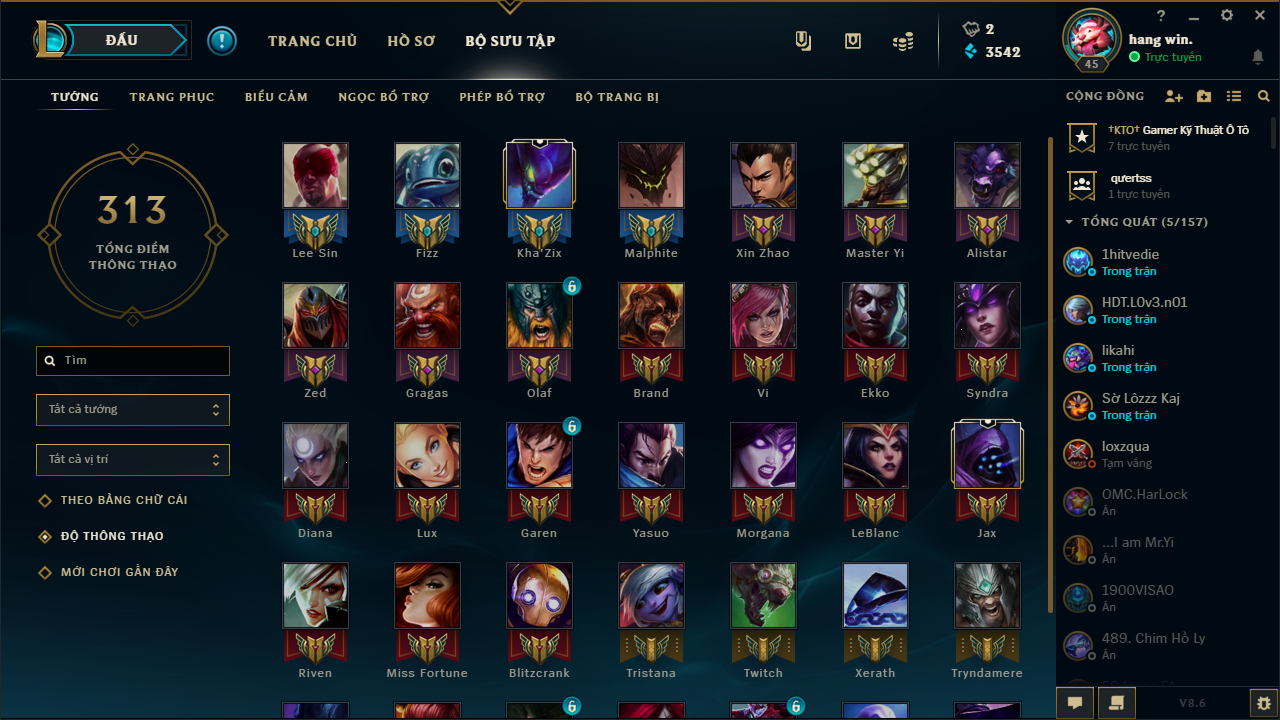 ĐẤU
TRANG CHỦ
HỒ SƠ
BỘ SƯU TẬP
2
3542
45
hang win.
Trực tuyến
TƯỚNG
TRANG PHỤC
BIỂU CẢM
NGỌC BỔ TRỢ
PHÉP BỔ TRỢ
BỘ TRANG BỊ
313
TỔNG ĐIỂM
THÔNG THẠO
Tìm
Tất cả tướng
Tất cả vị trí
THEO BẢNG CHỮ CÁI
ĐỘ THÔNG THẠO
MỚI CHƠI GẦN ĐÂY
Lee Sin
Fizz
Kha'Zix
Malphite
Xin Zhao
Master Yi
Alistar
6
Zed
Gragas
Olaf
Brand
Vi
Ekko
Syndra
6
Diana
Lux
Garen
Yasuo
Morgana
LeBlanc
Jax
Riven
Miss Fortune
Blitzcrank
Tristana
Twitch
Xerath
Tryndamere
6
6
CỘNG ĐỒNG
†KTO† Gamer Kỹ Thuật Ô Tô
7 trực tuyến
qưertss
1 trực tuyến
TỔNG QUÁT (5/157)
1hitvedie
Trong trận
HDT.L0v3.n01
Trong trận
likahi
Trong trận
Sờ Lôzzz Kaj
Trong trận
loxzqua
Tạm vắng
OMC.HarLock
Ẩn
...I am Mr.Yi
Ẩn
1900VISAO
Ẩn
489. Chim Hồ Ly
Ẩn
V8.6